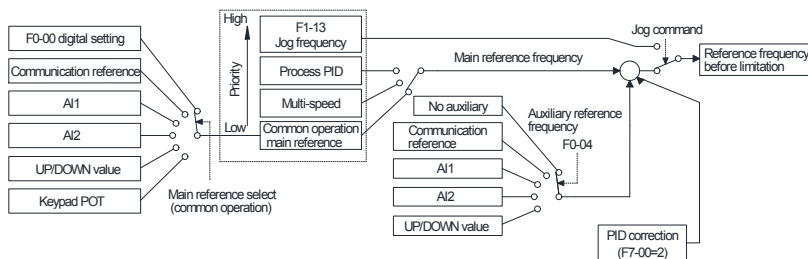 F0-00 digital setting
Communication reference
AI1
AI2
UP/DOWN value
Keypad POT
Main reference select
(common operation)
High
Priority
Low
F1-13
Jog frequency
Process PID
Multi-speed
Common operation
main reference
Main reference frequency
Jog command
Reference frequency
before limitation
No auxiliary
Communication
reference
AI1
AI2
UP/DOWN value
Auxiliary reference
frequency
F0-04
PID correction
(F7-00=2)